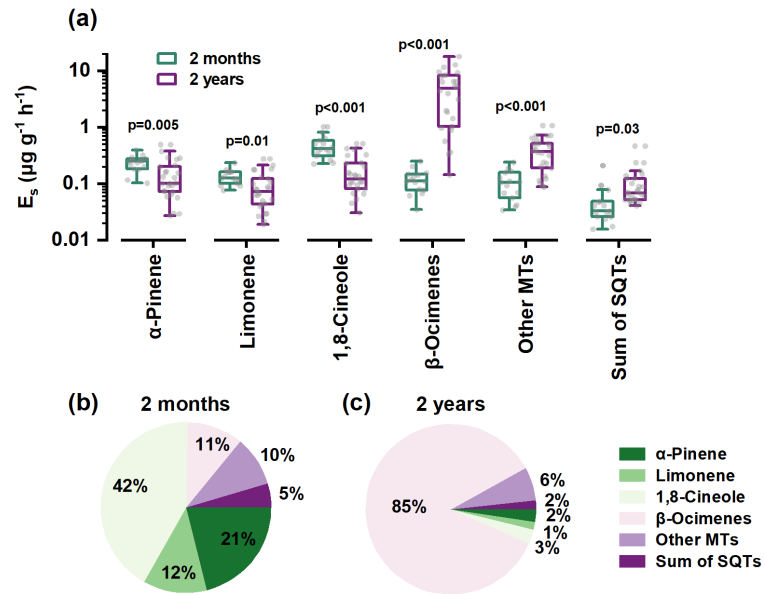 (a)
2 months
2 years
E_s (µg g⁻¹ h⁻¹)
10
1
0.1
0.01
p=0.005
p=0.01
p<0.001
p<0.001
p<0.001
p=0.03
α-Pinene
Limonene
1,8-Cineole
β-Ocimenes
Other MTs
Sum of SQTs
(b) 2 months
11%
10%
5%
21%
12%
42%
(c) 2 years
85%
6%
2%
2%
1%
3%
α-Pinene
Limonene
1,8-Cineole
β-Ocimenes
Other MTs
Sum of SQTs